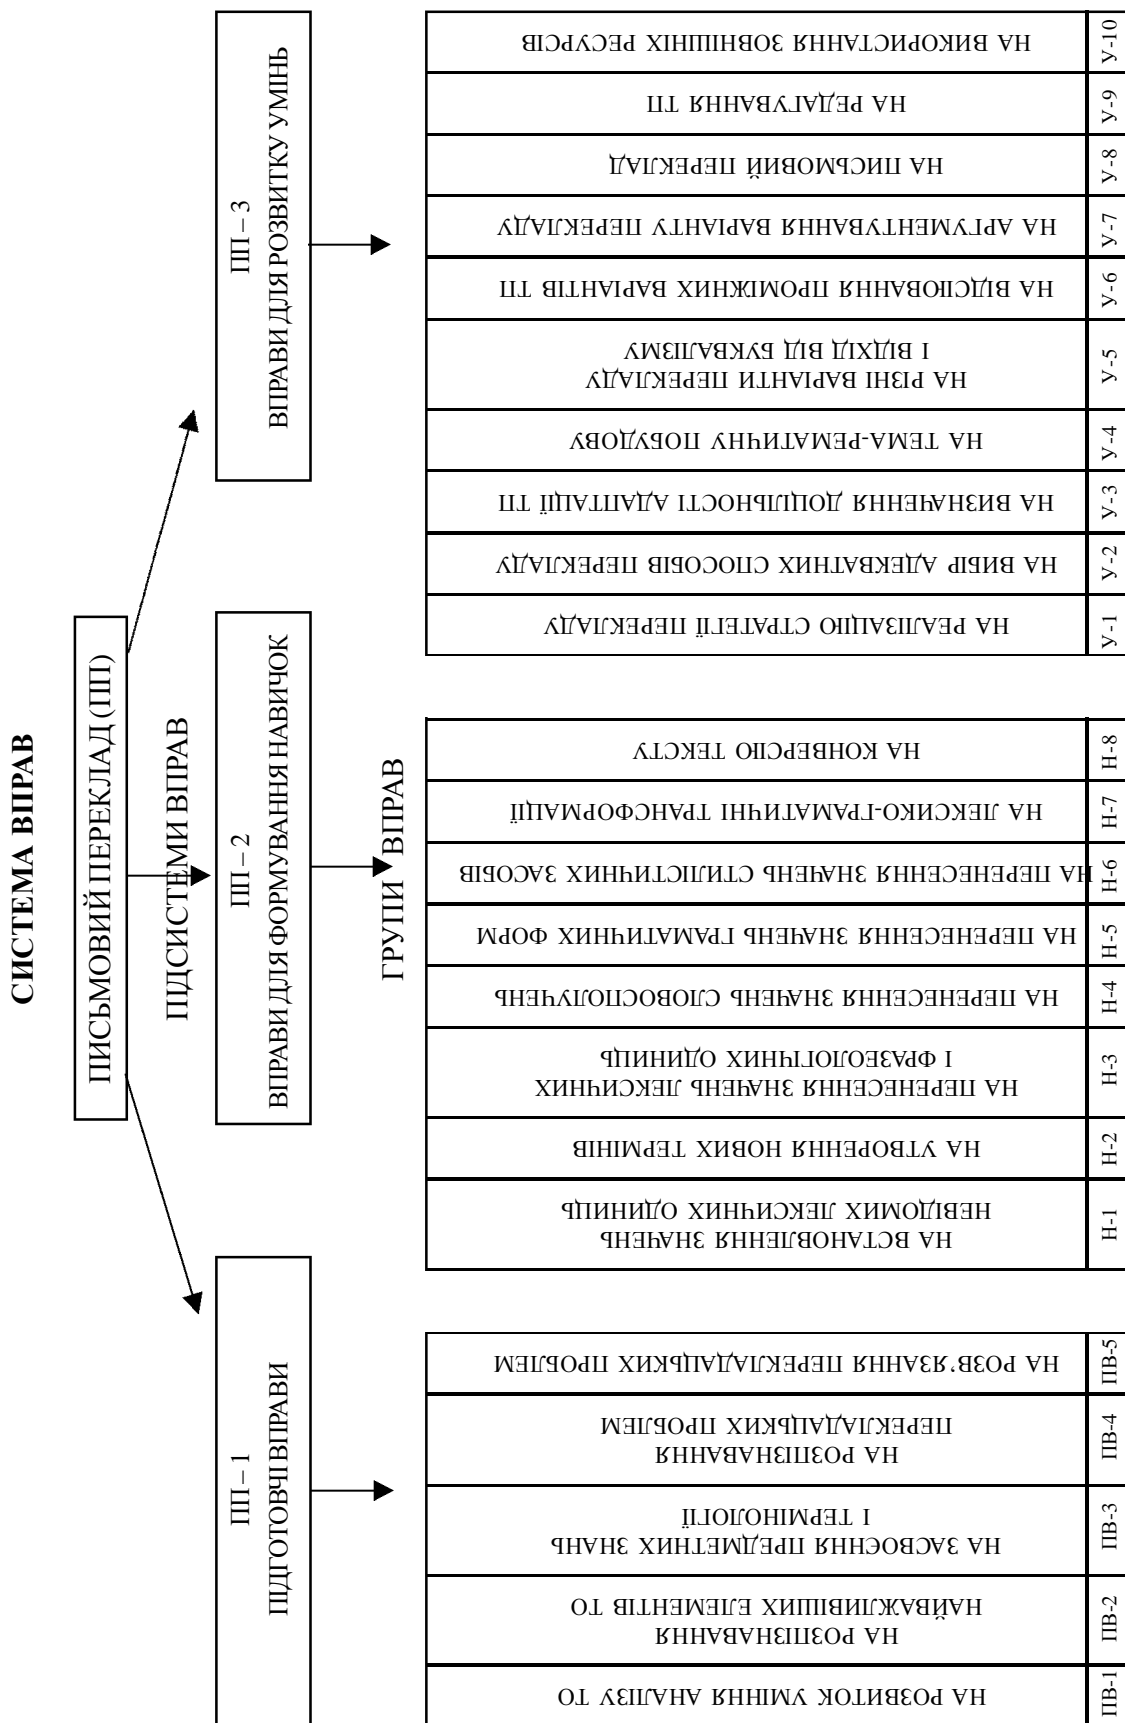 СИСТЕМА ВПРАВ
ПИСЬМОВИЙ ПЕРЕКЛАД (ПП)
ПІДСИСТЕМИ ВПРАВ
ПП – 1
ПІДГОТОВЧІ ВПРАВИ
ПП – 2
ВПРАВИ ДЛЯ ФОРМУВАННЯ НАВИЧОК
ПП – 3
ВПРАВИ ДЛЯ РОЗВИТКУ УМІНЬ
ГРУПИ ВПРАВ
НА РОЗВИТОК УМІННЯ АНАЛІЗУ ТО
ПВ-1
НА РОЗПІЗНАВАННЯ
НАЙВАЖЛИВІШИХ ЕЛЕМЕНТІВ ТО
ПВ-2
НА ЗАСВОЄННЯ ПРЕДМЕТНИХ ЗНАНЬ
І ТЕРМІНОЛОГІЇ
ПВ-3
НА РОЗПІЗНАВАННЯ
ПЕРЕКЛАДАЦЬКИХ ПРОБЛЕМ
ПВ-4
НА РОЗВ’ЯЗАННЯ ПЕРЕКЛАДАЦЬКИХ ПРОБЛЕМ
ПВ-5
НА ВСТАНОВЛЕННЯ ЗНАЧЕНЬ
НЕВІДОМИХ ЛЕКСИЧНИХ ОДИНИЦЬ
Н-1
НА УТВОРЕННЯ НОВИХ ТЕРМІНІВ
Н-2
НА ПЕРЕНЕСЕННЯ ЗНАЧЕНЬ ЛЕКСИЧНИХ
І ФРАЗЕОЛОГІЧНИХ ОДИНИЦЬ
Н-3
НА ПЕРЕНЕСЕННЯ ЗНАЧЕНЬ СЛОВОСПОЛУЧЕНЬ
Н-4
НА ПЕРЕНЕСЕННЯ ЗНАЧЕНЬ ГРАМАТИЧНИХ ФОРМ
Н-5
НА ПЕРЕНЕСЕННЯ ЗНАЧЕНЬ СТИЛІСТИЧНИХ ЗАСОБІВ
Н-6
НА ЛЕКСИКО-ГРАМАТИЧНІ ТРАНСФОРМАЦІЇ
Н-7
НА КОНВЕРСІЮ ТЕКСТУ
Н-8
НА РЕАЛІЗАЦІЮ СТРАТЕГІЇ ПЕРЕКЛАДУ
У-1
НА ВИБІР АДЕКВАТНИХ СПОСОБІВ ПЕРЕКЛАДУ
У-2
НА ВИЗНАЧЕННЯ ДОЦІЛЬНОСТІ АДАПТАЦІЇ ТП
У-3
НА ТЕМА-РЕМАТИЧНУ ПОБУДОВУ
У-4
НА РІЗНІ ВАРІАНТИ ПЕРЕКЛАДУ
І ВІДХІД ВІД БУКВАЛІЗМУ
У-5
НА ВІДСІЮВАННЯ ПРОМІЖНИХ ВАРІАНТІВ ТП
У-6
НА АРГУМЕНТУВАННЯ ВАРІАНТУ ПЕРЕКЛАДУ
У-7
НА ПИСЬМОВИЙ ПЕРЕКЛАД
У-8
НА РЕДАГУВАННЯ ТП
У-9
НА ВИКОРИСТАННЯ ЗОВНІШНІХ РЕСУРСІВ
У-10